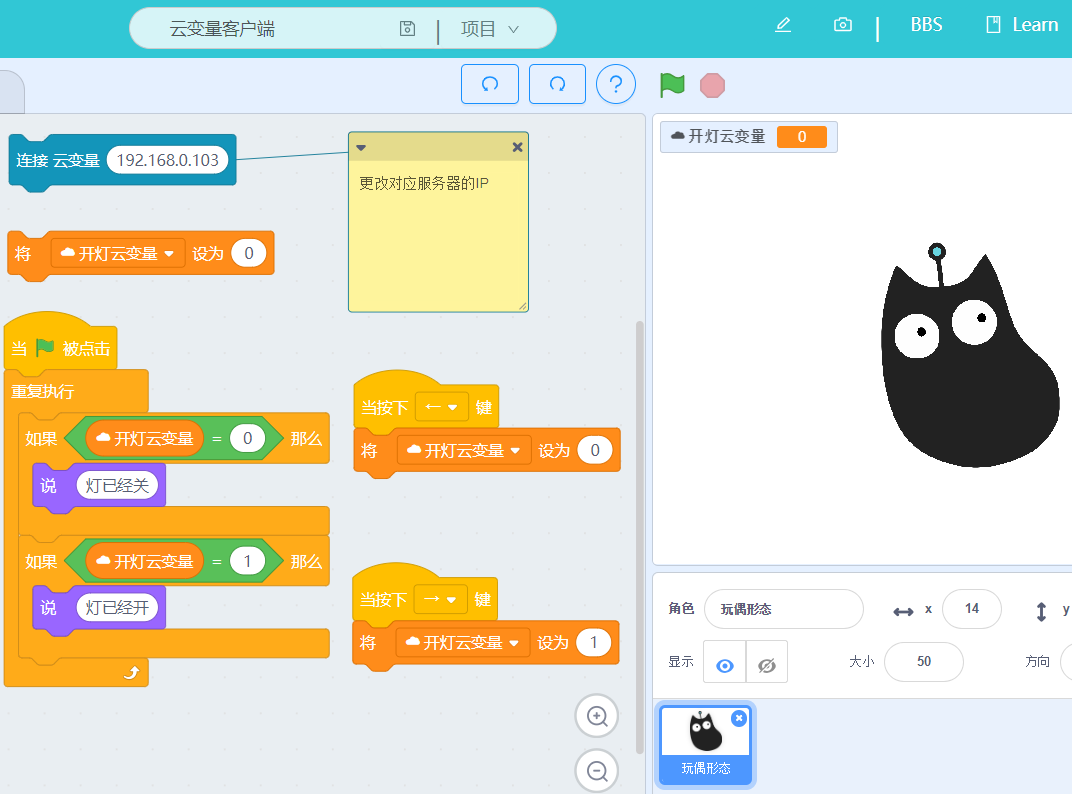 云变量客户端
项目
BBS
Learn
?
连接 云变量 192.168.0.103
更改对应服务器的IP
将 开灯云变量 设为 0
当 被点击
重复执行
如果 开灯云变量 = 0 那么
说 灯已经关
如果 开灯云变量 = 1 那么
说 灯已经开
当按下 ← 键
将 开灯云变量 设为 0
当按下 → 键
将 开灯云变量 设为 1
开灯云变量 0
角色 玩偶形态 x 14 y
显示 大小 50 方向
玩偶形态